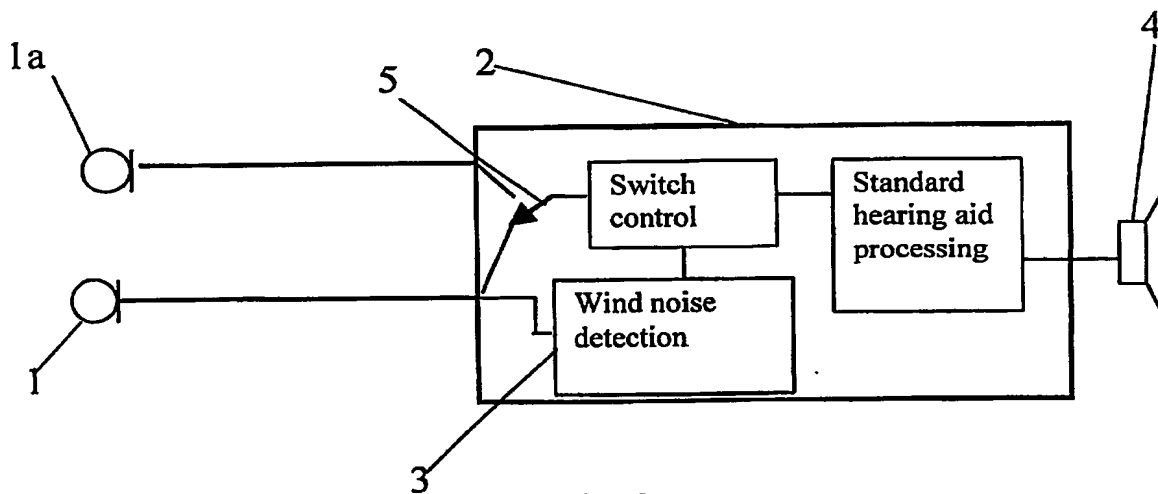 1a
5
2
4
Switch
control
Standard
hearing aid
processing
Wind noise
detection
1
3